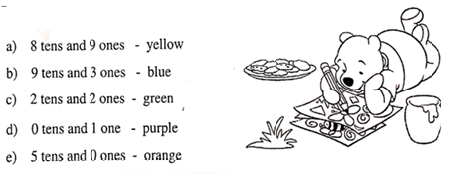 a) 8 tens and 9 ones - yellow
b) 9 tens and 3 ones - blue
c) 2 tens and 2 ones - green
d) 0 tens and 1 one - purple
e) 5 tens and 0 ones - orange